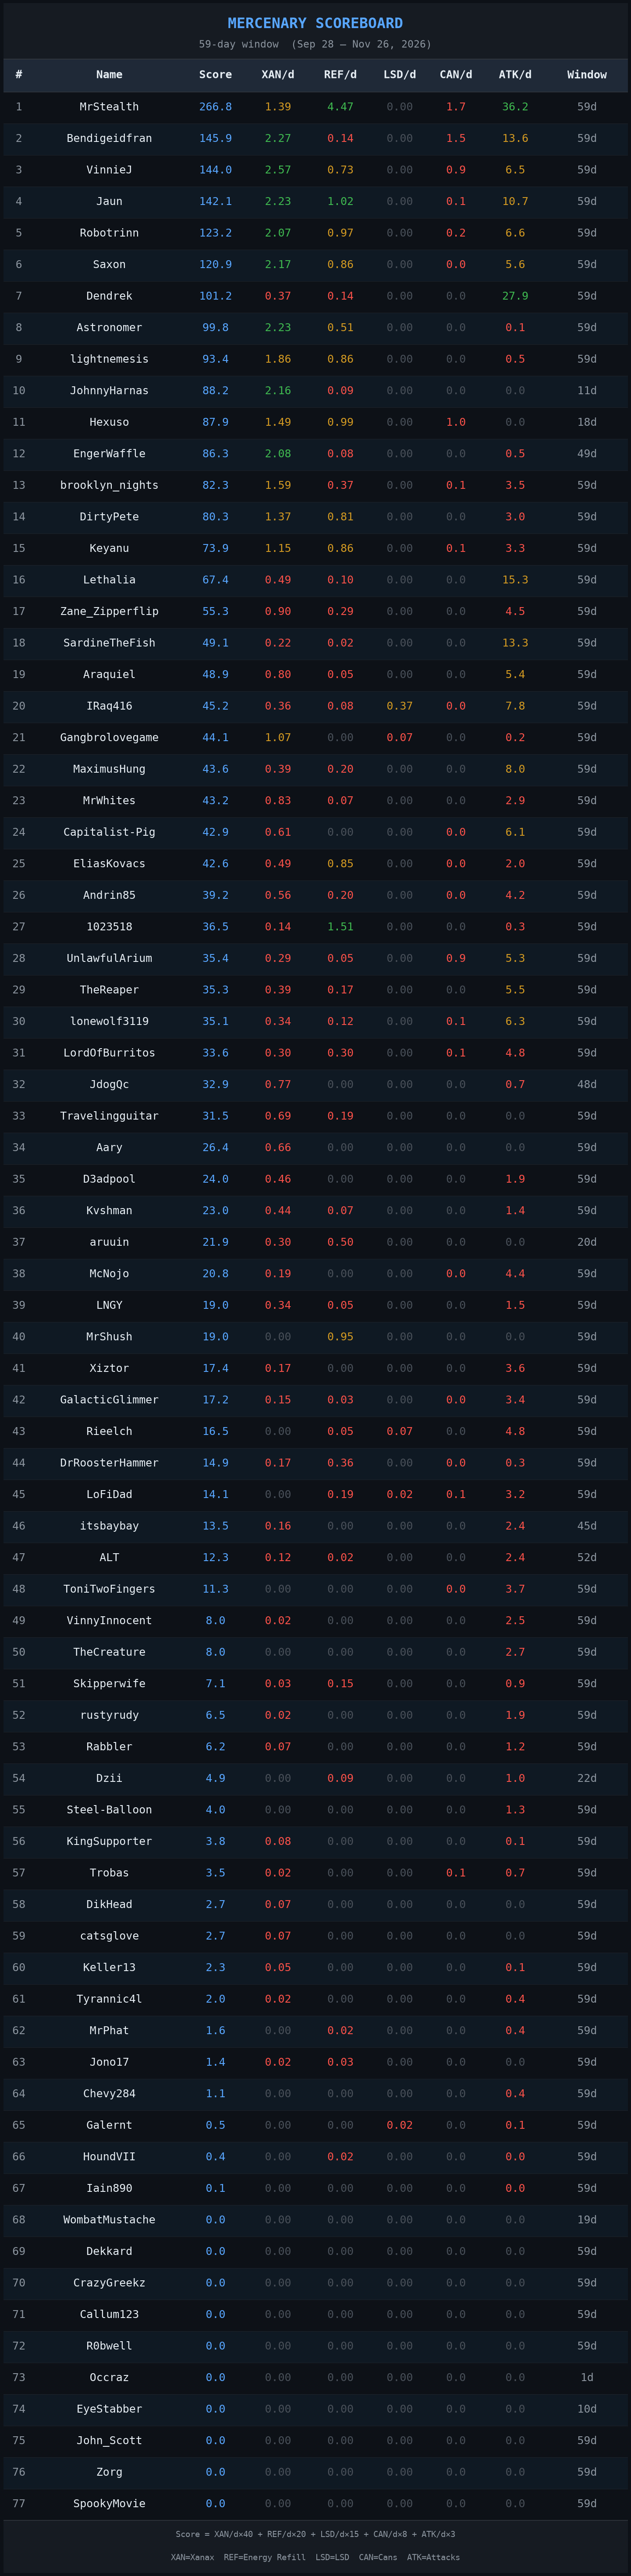 MERCENARY SCOREBOARD
59-day window (Sep 28 — Nov 26, 2026)
# Name Score XAN/d REF/d LSD/d CAN/d ATK/d Window
1 MrStealth 266.8 1.39 4.47 0.00 1.7 36.2 59d
2 Bendigeidfran 145.9 2.27 0.14 0.00 1.5 13.6 59d
3 VinnieJ 144.0 2.57 0.73 0.00 0.9 6.5 59d
4 Jaun 142.1 2.23 1.02 0.00 0.1 10.7 59d
5 Robotrinn 123.2 2.07 0.97 0.00 0.2 6.6 59d
6 Saxon 120.9 2.17 0.86 0.00 0.0 5.6 59d
7 Dendrek 101.2 0.37 0.14 0.00 0.0 27.9 59d
8 Astronomer 99.8 2.23 0.51 0.00 0.0 0.1 59d
9 lightnemesis 93.4 1.86 0.86 0.00 0.0 0.5 59d
10 JohnnyHarnas 88.2 2.16 0.09 0.00 0.0 0.0 11d
11 Hexuso 87.9 1.49 0.99 0.00 1.0 0.0 18d
12 EngerWaffle 86.3 2.08 0.08 0.00 0.0 0.5 49d
13 brooklyn_nights 82.3 1.59 0.37 0.00 0.1 3.5 59d
14 DirtyPete 80.3 1.37 0.81 0.00 0.0 3.0 59d
15 Keyanu 73.9 1.15 0.86 0.00 0.1 3.3 59d
16 Lethalia 67.4 0.49 0.10 0.00 0.0 15.3 59d
17 Zane_Zipperflip 55.3 0.90 0.29 0.00 0.0 4.5 59d
18 SardineTheFish 49.1 0.22 0.02 0.00 0.0 13.3 59d
19 Araquiel 48.9 0.80 0.05 0.00 0.0 5.4 59d
20 IRaq416 45.2 0.36 0.08 0.37 0.0 7.8 59d
21 Gangbrolovegame 44.1 1.07 0.00 0.07 0.0 0.2 59d
22 MaximusHung 43.6 0.39 0.20 0.00 0.0 8.0 59d
23 MrWhites 43.2 0.83 0.07 0.00 0.0 2.9 59d
24 Capitalist-Pig 42.9 0.61 0.00 0.00 0.0 6.1 59d
25 EliasKovacs 42.6 0.49 0.85 0.00 0.0 2.0 59d
26 Andrin85 39.2 0.56 0.20 0.00 0.0 4.2 59d
27 1023518 36.5 0.14 1.51 0.00 0.0 0.3 59d
28 UnlawfulArium 35.4 0.29 0.05 0.00 0.9 5.3 59d
29 TheReaper 35.3 0.39 0.17 0.00 0.0 5.5 59d
30 lonewolf3119 35.1 0.34 0.12 0.00 0.1 6.3 59d
31 LordOfBurritos 33.6 0.30 0.30 0.00 0.1 4.8 59d
32 JdogQc 32.9 0.77 0.00 0.00 0.0 0.7 48d
33 Travelingguitar 31.5 0.69 0.19 0.00 0.0 0.0 59d
34 Aary 26.4 0.66 0.00 0.00 0.0 0.0 59d
35 D3adpool 24.0 0.46 0.00 0.00 0.0 1.9 59d
36 Kvshman 23.0 0.44 0.07 0.00 0.0 1.4 59d
37 aruuin 21.9 0.30 0.50 0.00 0.0 0.0 20d
38 McNojo 20.8 0.19 0.00 0.00 0.0 4.4 59d
39 LNGY 19.0 0.34 0.05 0.00 0.0 1.5 59d
40 MrShush 19.0 0.00 0.95 0.00 0.0 0.0 59d
41 Xiztor 17.4 0.17 0.00 0.00 0.0 3.6 59d
42 GalacticGlimmer 17.2 0.15 0.03 0.00 0.0 3.4 59d
43 Rieelch 16.5 0.00 0.05 0.07 0.0 4.8 59d
44 DrRoosterHammer 14.9 0.17 0.36 0.00 0.0 0.3 59d
45 LoFiDad 14.1 0.00 0.19 0.02 0.1 3.2 59d
46 itsbaybay 13.5 0.16 0.00 0.00 0.0 2.4 45d
47 ALT 12.3 0.12 0.02 0.00 0.0 2.4 52d
48 ToniTwoFingers 11.3 0.00 0.00 0.00 0.0 3.7 59d
49 VinnyInnocent 8.0 0.02 0.00 0.00 0.0 2.5 59d
50 TheCreature 8.0 0.00 0.00 0.00 0.0 2.7 59d
51 Skipperwife 7.1 0.03 0.15 0.00 0.0 0.9 59d
52 rustyrudy 6.5 0.02 0.00 0.00 0.0 1.9 59d
53 Rabbler 6.2 0.07 0.00 0.00 0.0 1.2 59d
54 Dzii 4.9 0.00 0.09 0.00 0.0 1.0 22d
55 Steel-Balloon 4.0 0.00 0.00 0.00 0.0 1.3 59d
56 KingSupporter 3.8 0.08 0.00 0.00 0.0 0.1 59d
57 Trobas 3.5 0.02 0.00 0.00 0.1 0.7 59d
58 DikHead 2.7 0.07 0.00 0.00 0.0 0.0 59d
59 catsglove 2.7 0.07 0.00 0.00 0.0 0.0 59d
60 Keller13 2.3 0.05 0.00 0.00 0.0 0.1 59d
61 Tyrannic4l 2.0 0.02 0.00 0.00 0.0 0.4 59d
62 MrPhat 1.6 0.00 0.02 0.00 0.0 0.4 59d
63 Jono17 1.4 0.02 0.03 0.00 0.0 0.0 59d
64 Chevy284 1.1 0.00 0.00 0.00 0.0 0.4 59d
65 Galernt 0.5 0.00 0.00 0.02 0.0 0.1 59d
66 HoundVII 0.4 0.00 0.02 0.00 0.0 0.0 59d
67 Iain890 0.1 0.00 0.00 0.00 0.0 0.0 59d
68 WombatMustache 0.0 0.00 0.00 0.00 0.0 0.0 19d
69 Dekkard 0.0 0.00 0.00 0.00 0.0 0.0 59d
70 CrazyGreekz 0.0 0.00 0.00 0.00 0.0 0.0 59d
71 Callum123 0.0 0.00 0.00 0.00 0.0 0.0 59d
72 R0bwell 0.0 0.00 0.00 0.00 0.0 0.0 59d
73 Occraz 0.0 0.00 0.00 0.00 0.0 0.0 1d
74 EyeStabber 0.0 0.00 0.00 0.00 0.0 0.0 10d
75 John_Scott 0.0 0.00 0.00 0.00 0.0 0.0 59d
76 Zorg 0.0 0.00 0.00 0.00 0.0 0.0 59d
77 SpookyMovie 0.0 0.00 0.00 0.00 0.0 0.0 59d
Score = XAN/d×40 + REF/d×20 + LSD/d×15 + CAN/d×8 + ATK/d×3
XAN=Xanax REF=Energy Refill LSD=LSD CAN=Cans ATK=Attacks